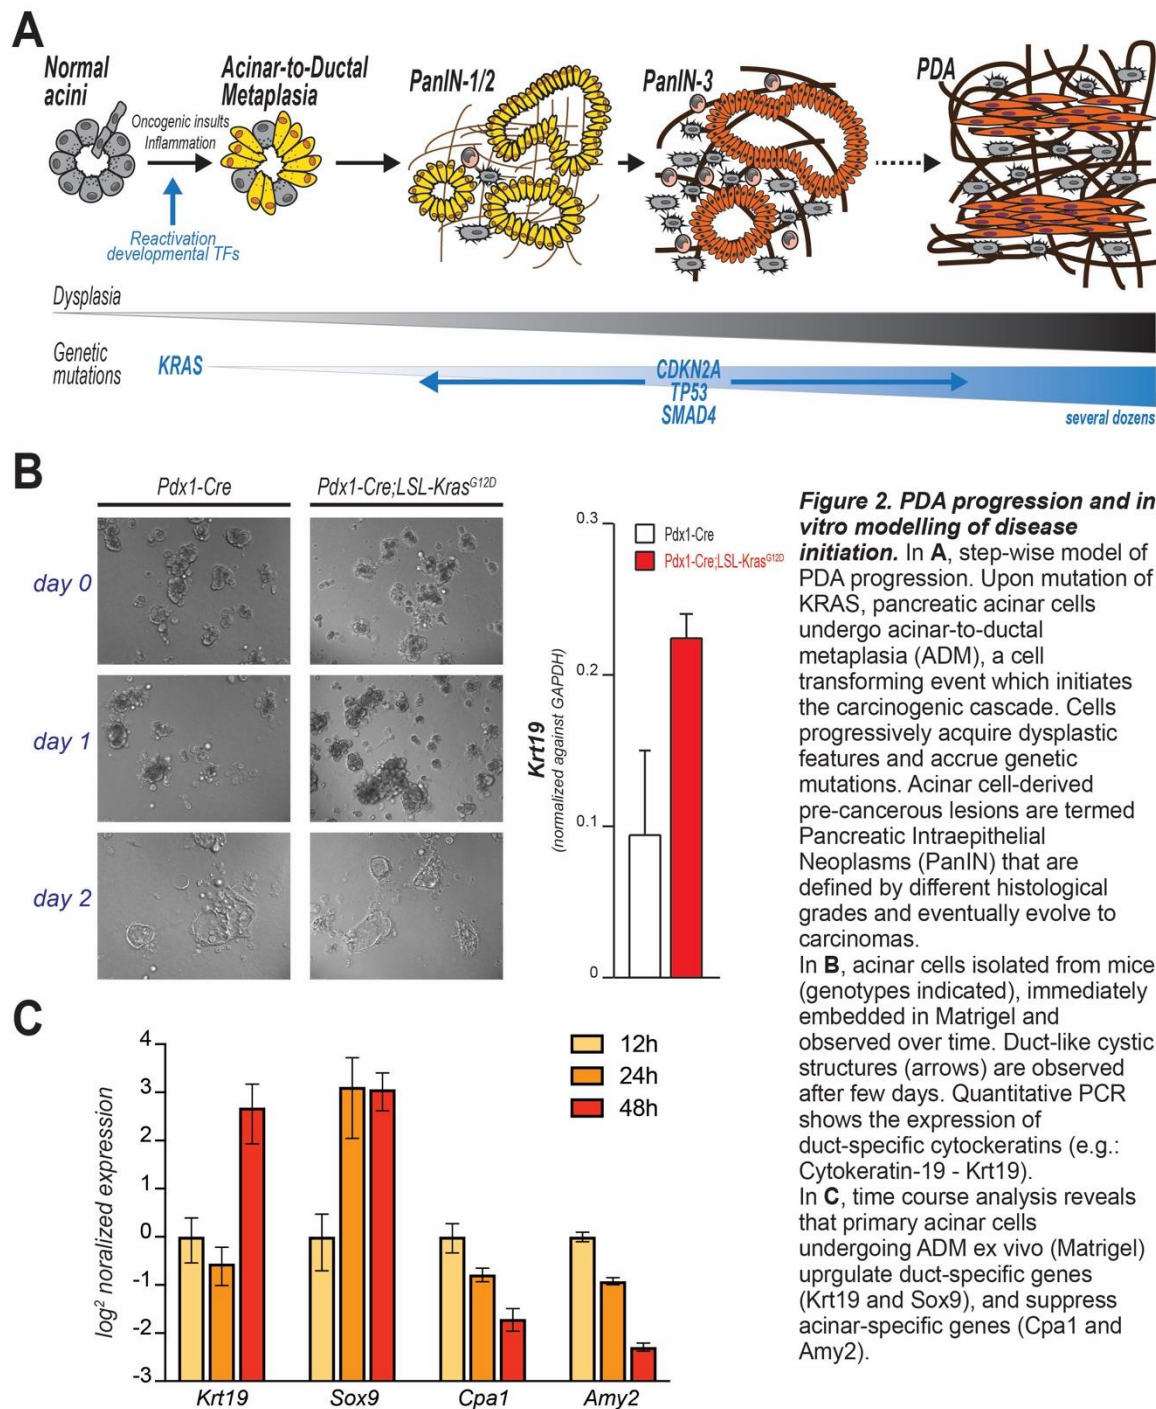 A
Normal
acini
Oncogenic insults
Inflammation
Acinar-to-Ductal
Metaplasia
PanIN-1/2
PanIN-3
PDA
Reactivation
developmental TFs
Dysplasia
Genetic
mutations
KRAS
CDKN2A
TP53
SMAD4
several dozens
B
Pdx1-Cre
Pdx1-Cre;LSL-Kras^G12D
day 0
day 1
day 2
Krt19
(normalized against GAPDH)
0.3
0.2
0.1
0
Pdx1-Cre
Pdx1-Cre;LSL-Kras^G12D
Figure 2. PDA progression and in
vitro modelling of disease
initiation. In A, step-wise model of
PDA progression. Upon mutation of
KRAS, pancreatic acinar cells
undergo acinar-to-ductal
metaplasia (ADM), a cell
transforming event which initiates
the carcinogenic cascade. Cells
progressively acquire dysplastic
features and accrue genetic
mutations. Acinar cell-derived
pre-cancerous lesions are termed
Pancreatic Intraepithelial
Neoplasms (PanIN) that are
defined by different histological
grades and eventually evolve to
carcinomas.
In B, acinar cells isolated from mice
(genotypes indicated), immediately
embedded in Matrigel and
observed over time. Duct-like cystic
structures (arrows) are observed
after few days. Quantitative PCR
shows the expression of
duct-specific cytockeratins (e.g.:
Cytokeratin-19 - Krt19).
In C, time course analysis reveals
that primary acinar cells
undergoing ADM ex vivo (Matrigel)
uprgulate duct-specific genes
(Krt19 and Sox9), and suppress
acinar-specific genes (Cpa1 and
Amy2).
C
log² noralized expression
4
3
2
1
0
-1
-2
-3
12h
24h
48h
Krt19
Sox9
Cpa1
Amy2